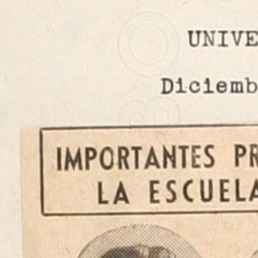 UNIVE
Diciemb
IMPORTANTES PR
LA ESCUELA